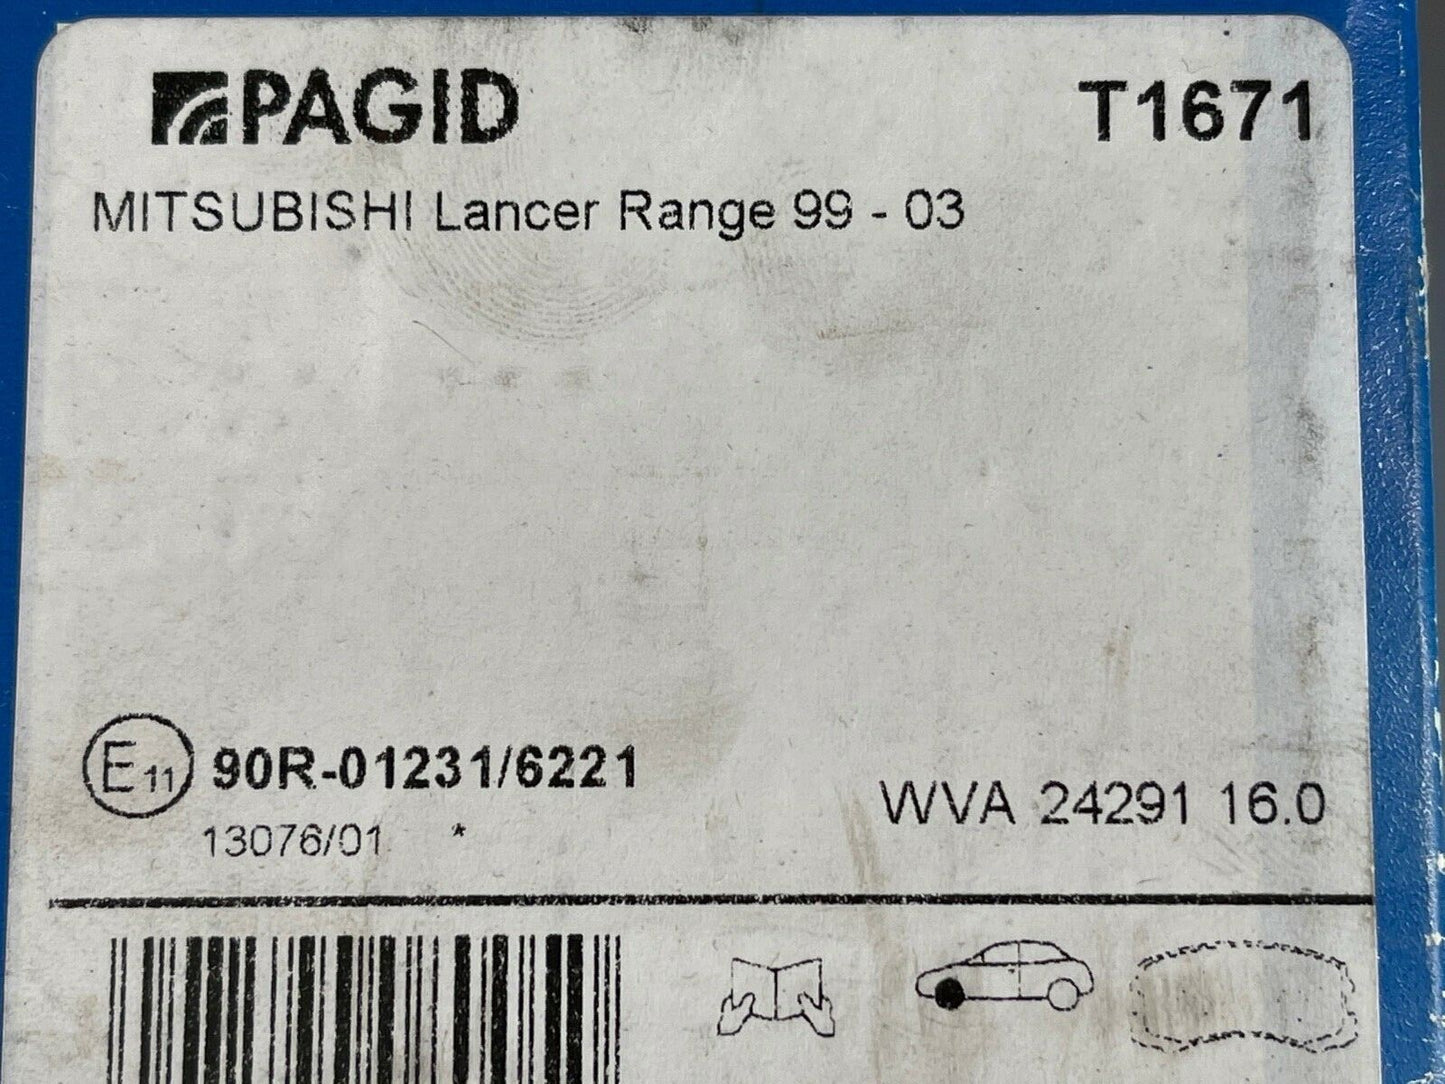 PAGID
T1671
MITSUBISHI Lancer Range 99 - 03
E11 90R-01231/6221
13076/01 *
WVA 24291 16.0